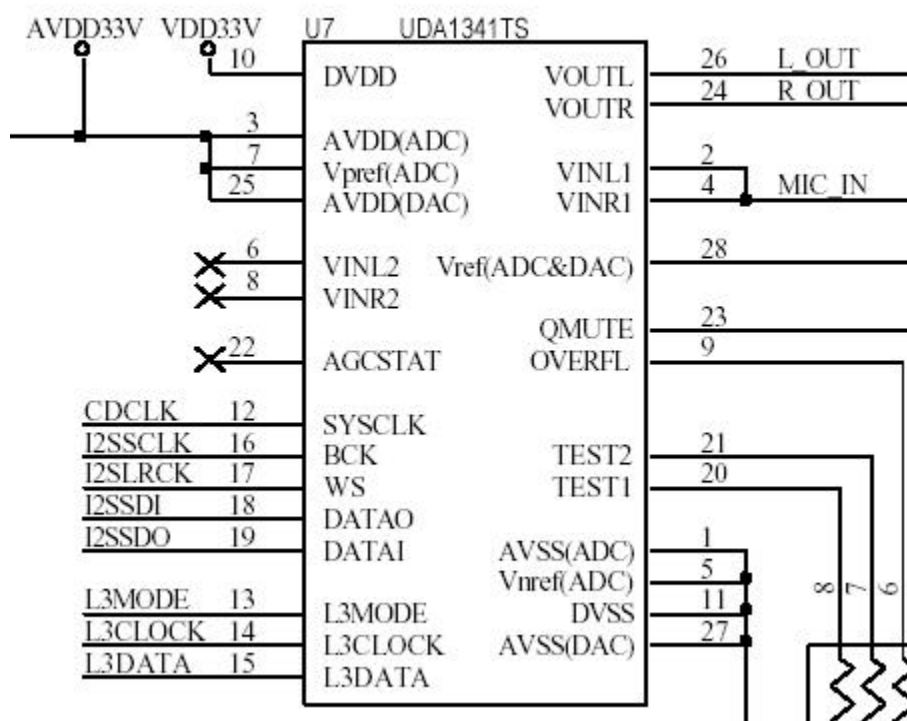 AVDD33V VDD33V U7 UDA1341TS
10 DVDD VOUTL 26 L_OUT
VOUTR 24 R_OUT
3 AVDD(ADC)
7 Vpref(ADC) VINL1 2
25 AVDD(DAC) VINR1 4 MIC_IN
6 VINL2 Vref(ADC&DAC) 28
8 VINR2
QMUTE 23
22 AGCSTAT OVERFL 9
CDCLK 12 SYSCLK
I2SSCLK 16 BCK TEST2 21
I2SLRCK 17 WS TEST1 20
I2SSDI 18 DATAO
I2SSDO 19 DATAI AVSS(ADC) 1
Vnref(ADC) 5
L3MODE 13 L3MODE DVSS 11
L3CLOCK 14 L3CLOCK AVSS(DAC) 27
L3DATA 15 L3DATA
8 7 6